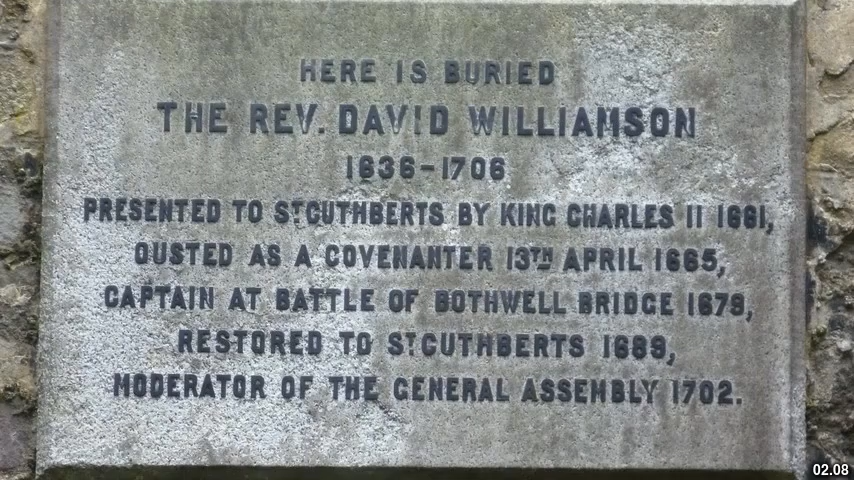 HERE IS BURIED
THE REV. DAVID WILLIAMSON
1636-1706
PRESENTED TO ST. CUTHBERTS BY KING CHARLES II 1661,
OUSTED AS A COVENANTER 13TH APRIL 1665,
CAPTAIN AT BATTLE OF BOTHWELL BRIDGE 1679,
RESTORED TO ST. CUTHBERTS 1689,
MODERATOR OF THE GENERAL ASSEMBLY 1702.
02.08